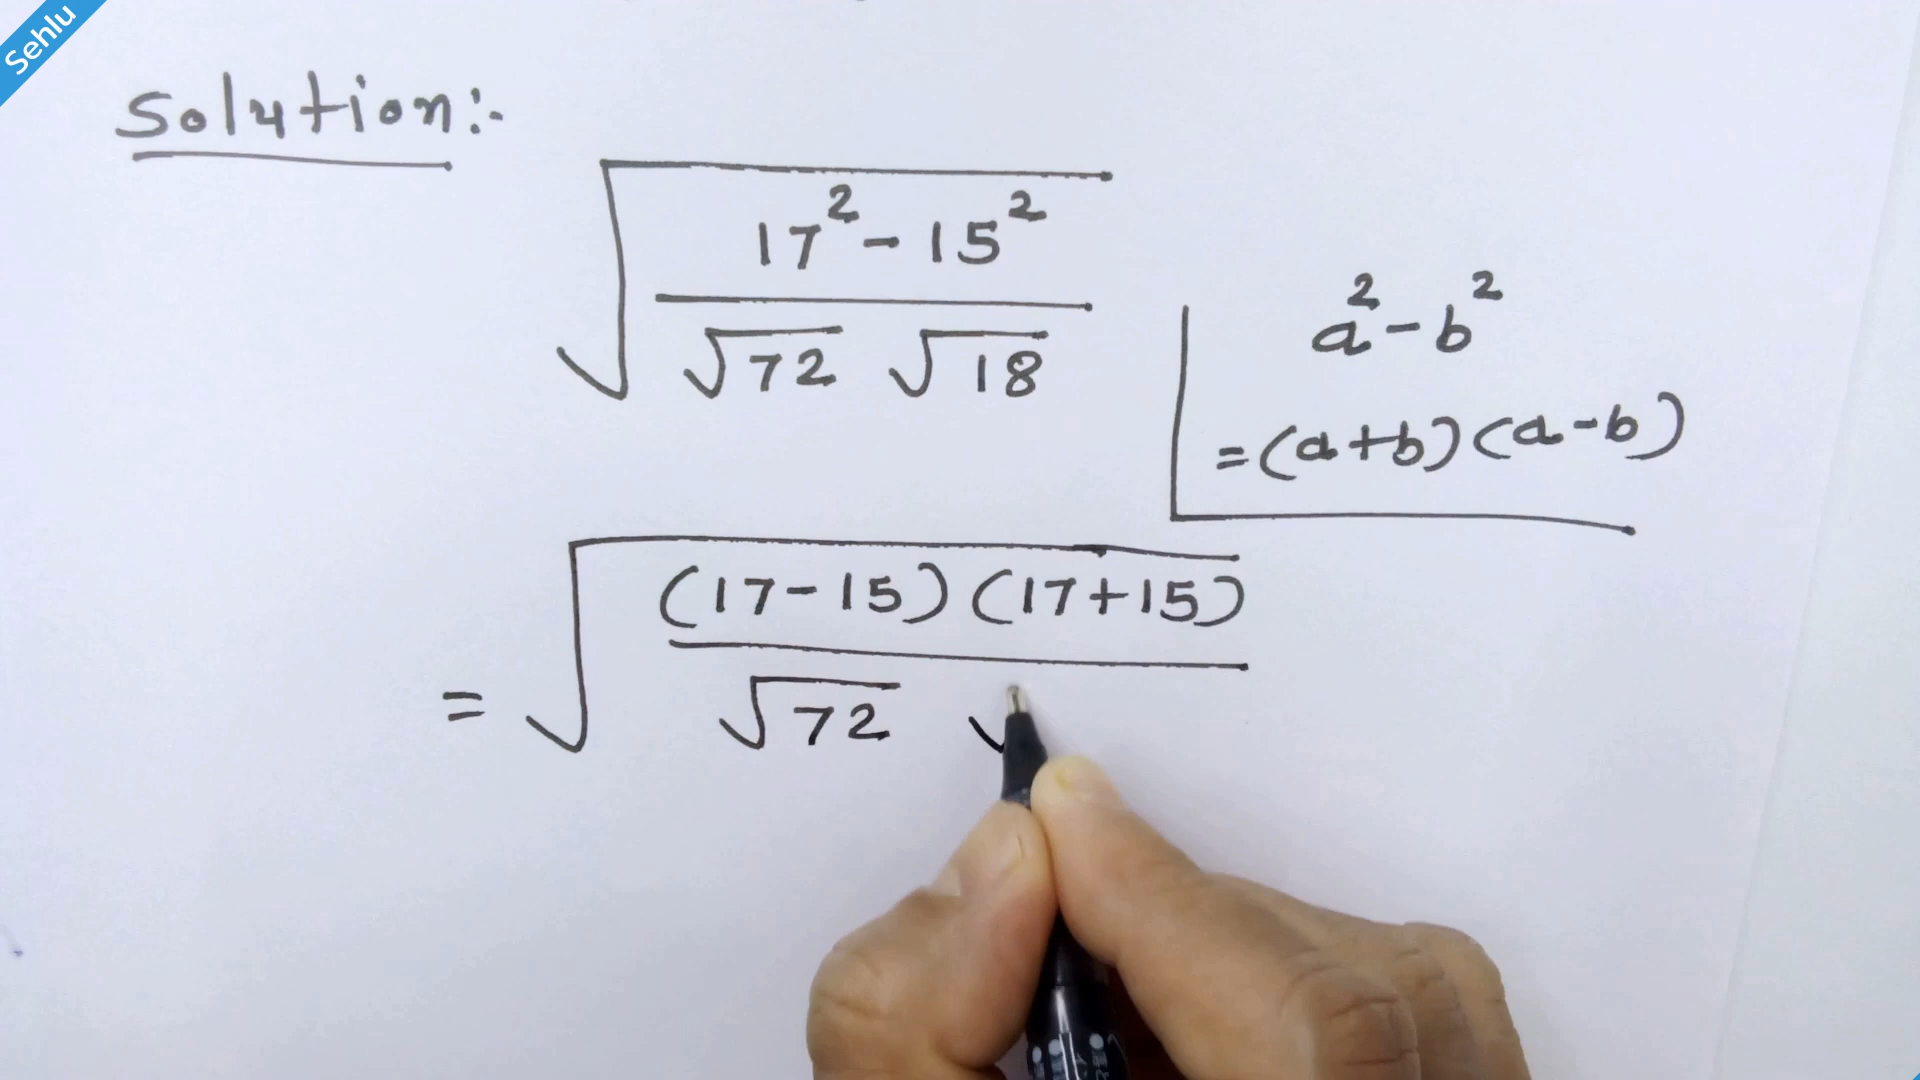 Sehlu
Solution:-
√(17² - 15² / √72 √18)
a² - b²
= (a+b) (a-b)
= √((17-15) (17+15) / √72 √)